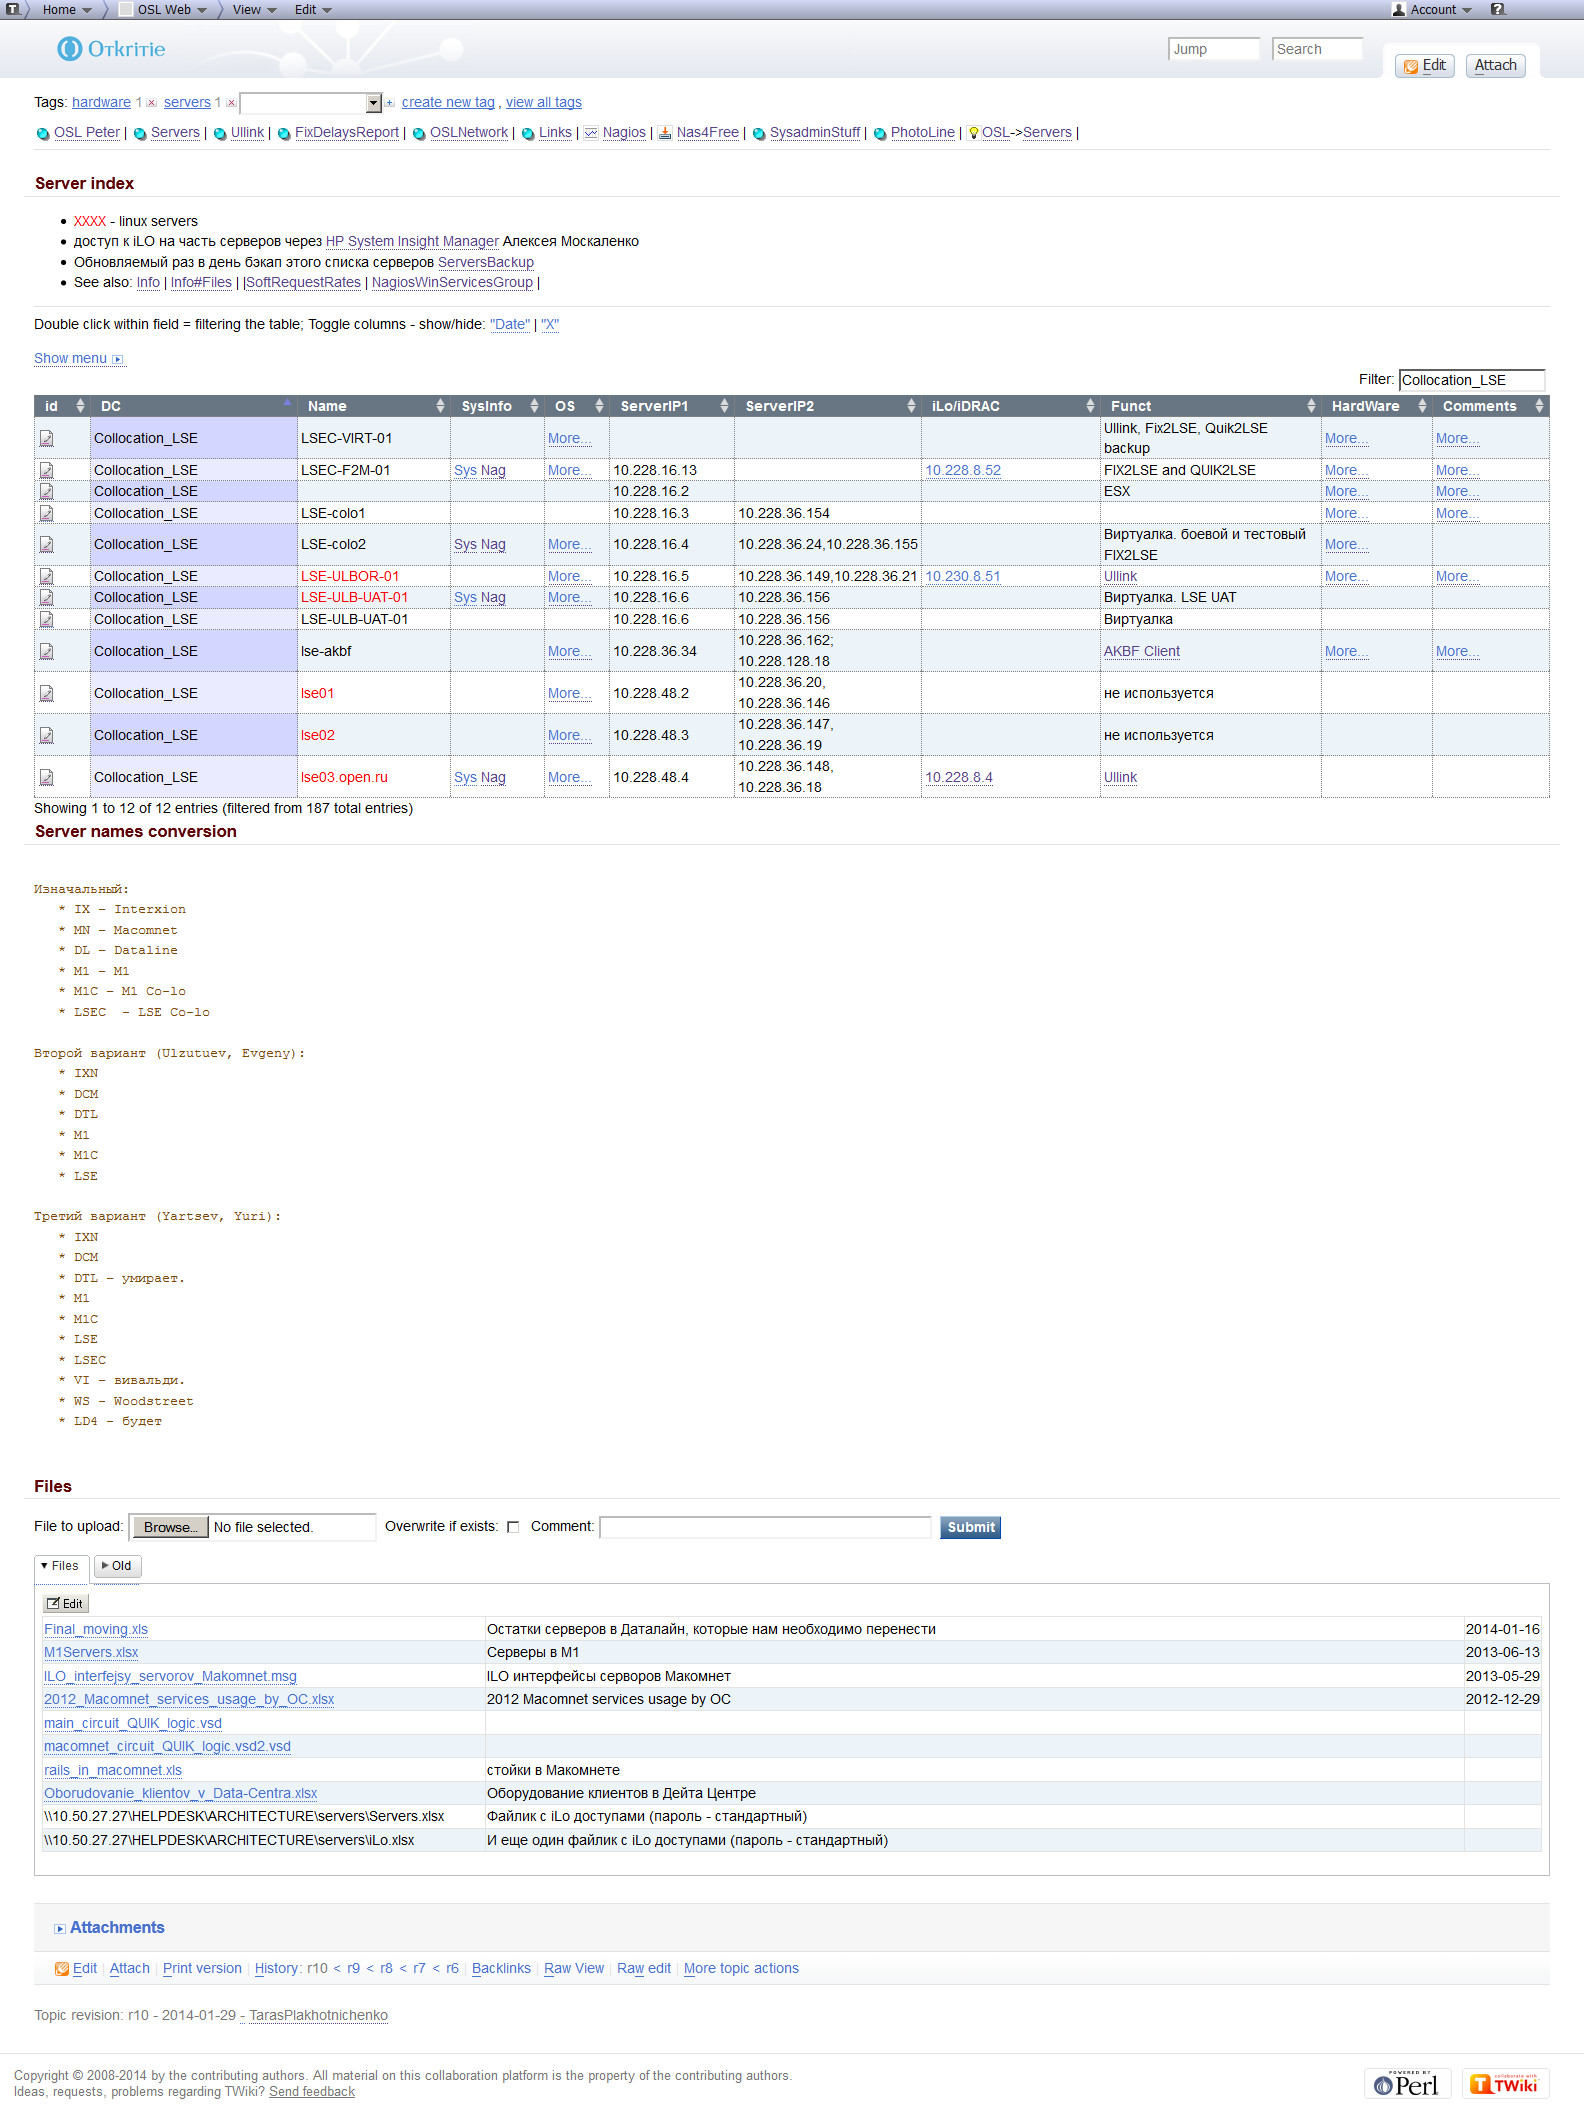 Home OSL Web View Edit Account
Otkritie Jump Search Edit Attach
Tags: hardware 1 servers 1 create new tag , view all tags
OSL Peter | Servers | Ullink | FixDelaysReport | OSLNetwork | Links | Nagios | Nas4Free | SysadminStuff | PhotoLine | OSL->Servers |
Server index
• XXXX - linux servers
• доступ к iLO на часть серверов через HP System Insight Manager Алексея Москаленко
• Обновляемый раз в день бэкап этого списка серверов ServersBackup
• See also: Info | Info#Files | |SoftRequestRates | NagiosWinServicesGroup |
Double click within field = filtering the table; Toggle columns - show/hide: "Date" | "X"
Show menu
Filter: Collocation_LSE
id DC Name SysInfo OS ServerIP1 ServerIP2 iLo/iDRAC Funct HardWare Comments
Collocation_LSE LSEC-VIRT-01 More... Ullink, Fix2LSE, Quik2LSE More... More...
backup
Collocation_LSE LSEC-F2M-01 Sys Nag More... 10.228.16.13 10.228.8.52 FIX2LSE and QUIK2LSE More... More...
Collocation_LSE 10.228.16.2 ESX More... More...
Collocation_LSE LSE-colo1 10.228.16.3 10.228.36.154 More... More...
Collocation_LSE LSE-colo2 Sys Nag More... 10.228.16.4 10.228.36.24,10.228.36.155 Виртуалка. боевой и тестовый More...
FIX2LSE
Collocation_LSE LSE-ULBOR-01 More... 10.228.16.5 10.228.36.149,10.228.36.21 10.230.8.51 Ullink More... More...
Collocation_LSE LSE-ULB-UAT-01 Sys Nag More... 10.228.16.6 10.228.36.156 Виртуалка. LSE UAT
Collocation_LSE LSE-ULB-UAT-01 10.228.16.6 10.228.36.156 Виртуалка
Collocation_LSE lse-akbf More... 10.228.36.34 10.228.36.162; AKBF Client More... More...
10.228.128.18
Collocation_LSE lse01 More... 10.228.48.2 10.228.36.20, не используется
10.228.36.146
Collocation_LSE lse02 More... 10.228.48.3 10.228.36.147, не используется
10.228.36.19
Collocation_LSE lse03.open.ru Sys Nag More... 10.228.48.4 10.228.36.148, 10.228.8.4 Ullink
10.228.36.18
Showing 1 to 12 of 12 entries (filtered from 187 total entries)
Server names conversion
Изначальный:
* IX - Interxion
* MN - Macomnet
* DL - Dataline
* M1 - M1
* M1C - M1 Co-lo
* LSEC - LSE Co-lo
Второй вариант (Ulzutuev, Evgeny):
* IXN
* DCM
* DTL
* M1
* M1C
* LSE
Третий вариант (Yartsev, Yuri):
* IXN
* DCM
* DTL - умирает.
* M1
* M1C
* LSE
* LSEC
* VI - вивальди.
* WS - Woodstreet
* LD4 - будет
Files
File to upload: Browse... No file selected. Overwrite if exists: Comment: Submit
Files Old
Edit
Final_moving.xls Остатки серверов в Даталайн, которые нам необходимо перенести 2014-01-16
M1Servers.xlsx Серверы в М1 2013-06-13
ILO_interfejsy_servorov_Makomnet.msg ILO интерфейсы серворов Макомнет 2013-05-29
2012_Macomnet_services_usage_by_OC.xlsx 2012 Macomnet services usage by OC 2012-12-29
main_circuit_QUIK_logic.vsd
macomnet_circuit_QUIK_logic.vsd2.vsd
rails_in_macomnet.xls стойки в Макомнете
Oborudovanie_klientov_v_Data-Centra.xlsx Оборудование клиентов в Дейта Центре
\\10.50.27.27\HELPDESK\ARCHITECTURE\servers\Servers.xlsx Файлик с iLo доступами (пароль - стандартный)
\\10.50.27.27\HELPDESK\ARCHITECTURE\servers\iLo.xlsx И еще один файлик с iLo доступами (пароль - стандартный)
Attachments
Edit | Attach | Print version | History: r10 < r9 < r8 < r7 < r6 | Backlinks | Raw View | Raw edit | More topic actions
Topic revision: r10 - 2014-01-29 - TarasPlakhotnichenko
Copyright © 2008-2014 by the contributing authors. All material on this collaboration platform is the property of the contributing authors.
Ideas, requests, problems regarding TWiki? Send feedback
POWERED BY Perl
collaborate with TWiki